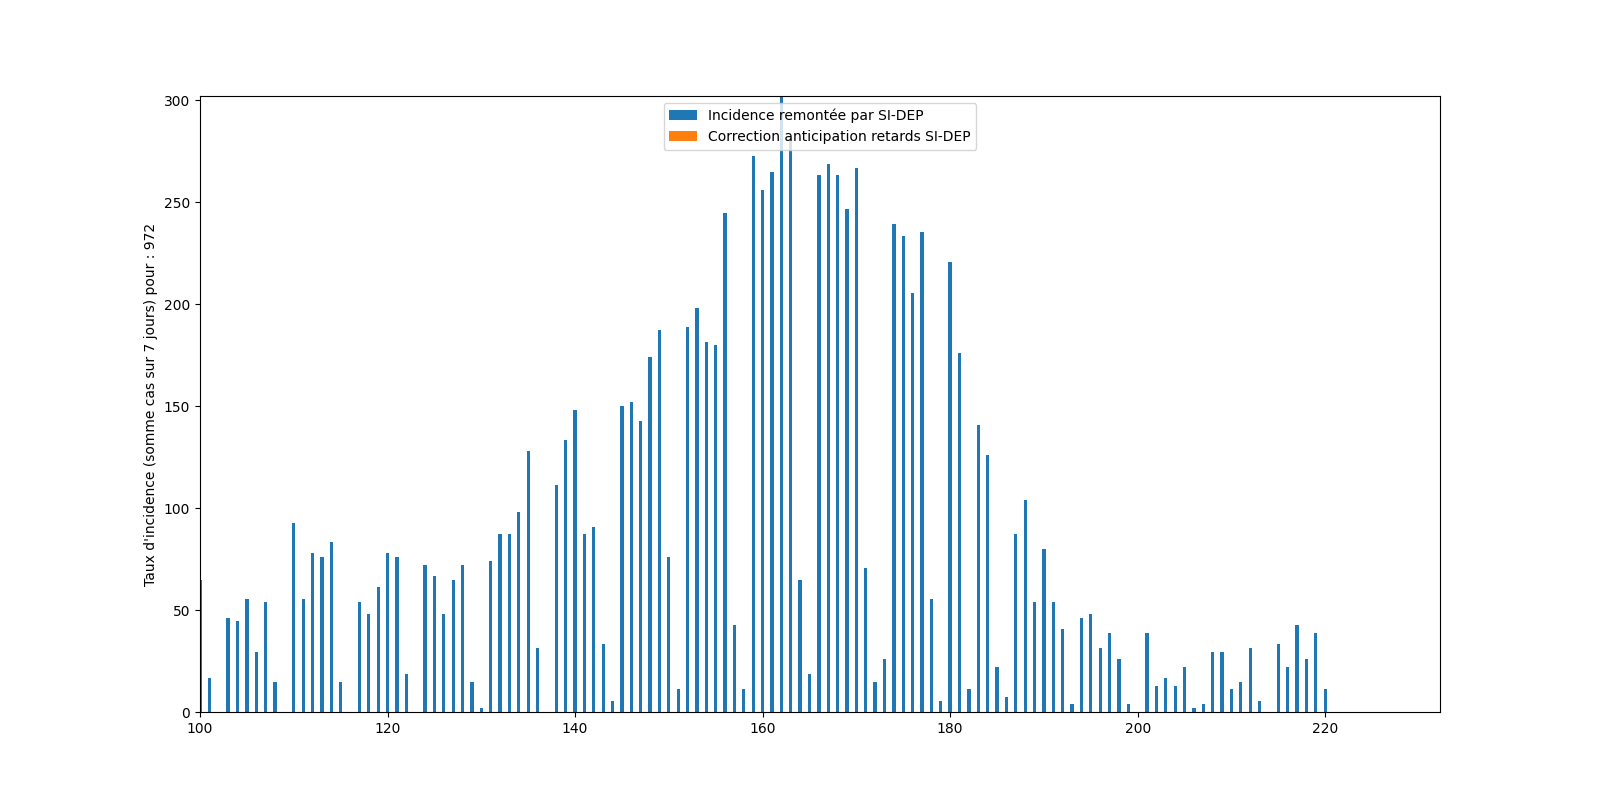 Incidence remontée par SI-DEP
Correction anticipation retards SI-DEP
Taux d'incidence (somme cas sur 7 jours) pour : 972
300
250
200
150
100
50
0
100 120 140 160 180 200 220